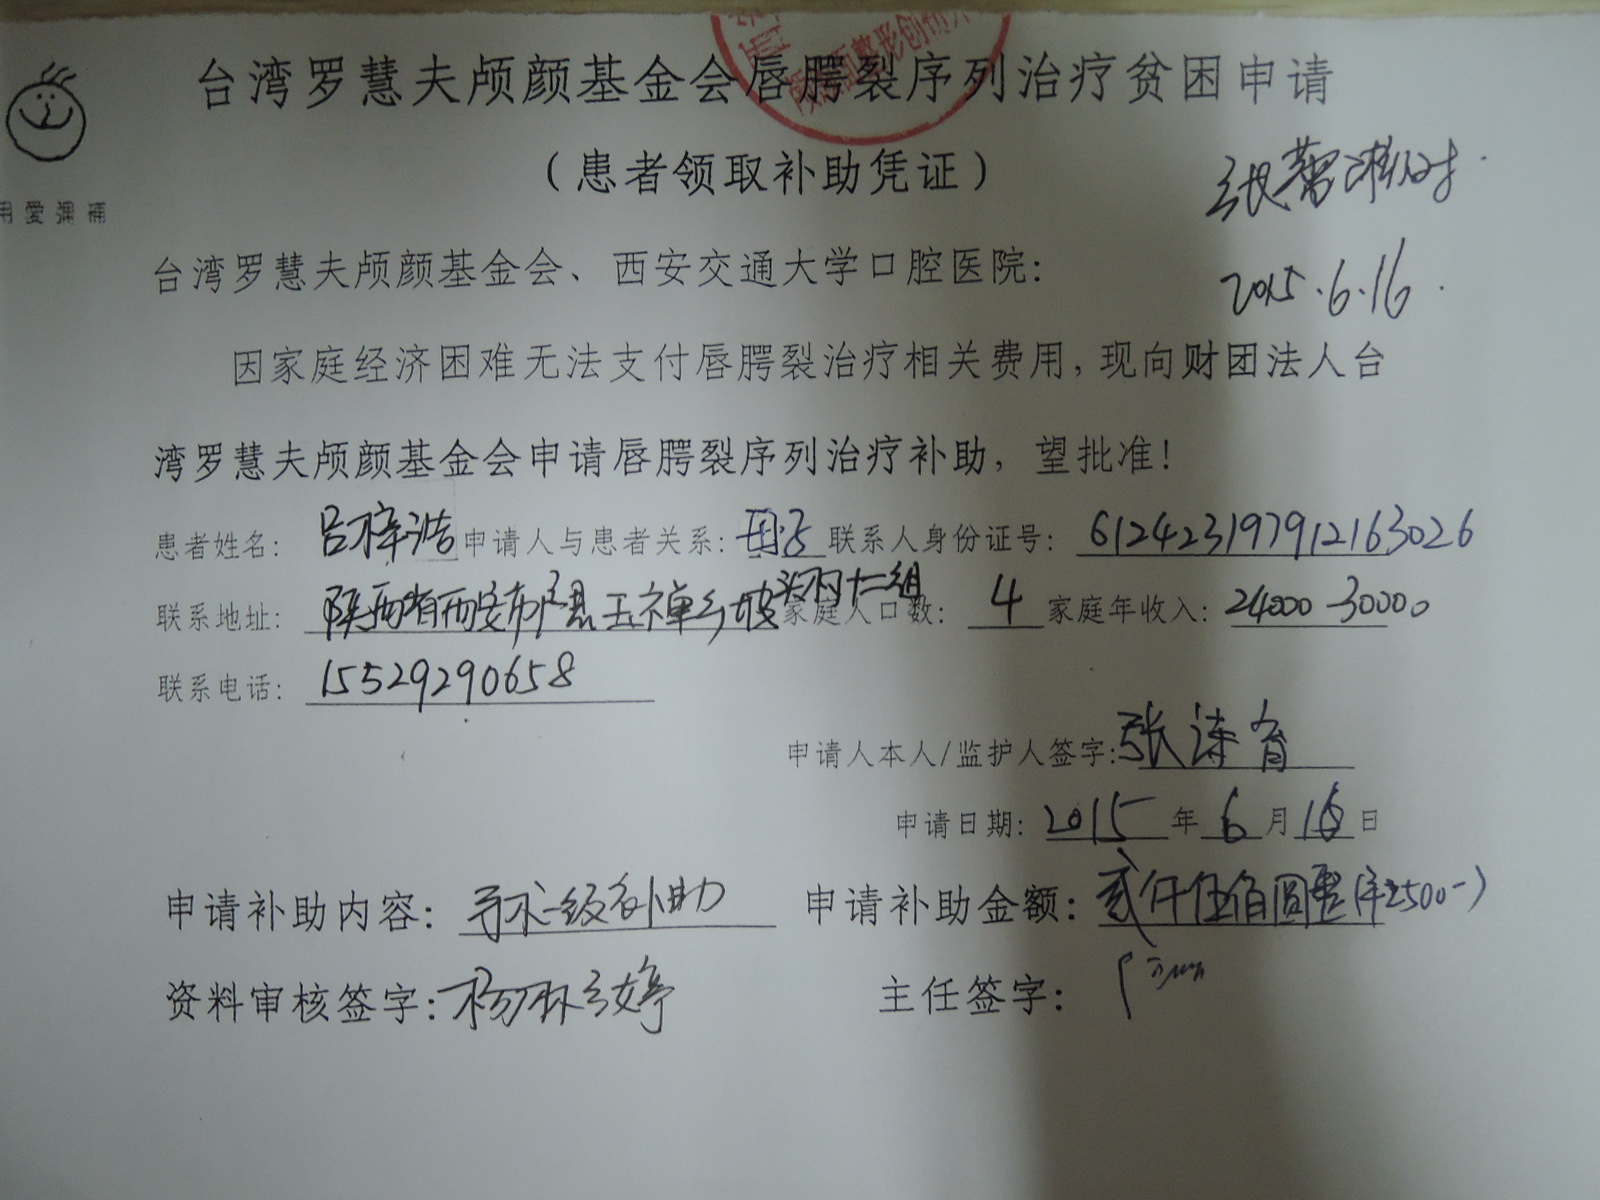 台湾罗慧夫颅颜基金会唇腭裂序列治疗贫困申请
（患者领取补助凭证）
用愛彌補
2015.6.16
台湾罗慧夫颅颜基金会、西安交通大学口腔医院：
因家庭经济困难无法支付唇腭裂治疗相关费用，现向财团法人台
湾罗慧夫颅颜基金会申请唇腭裂序列治疗补助，望批准！
患者姓名： 吕梓浩 申请人与患者关系：母子 联系人身份证号： 612423197912163026
联系地址： 陕西省西安市户县玉禅乡坡头村十二组 家庭人口数： 4 家庭年收入： 24000-30000
联系电话： 15529290658
申请人本人/监护人签字：张涛育
申请日期： 2015 年 6 月 16 日
申请补助内容： 手术一级补助 申请补助金额：贰仟伍佰圆整（¥2500-）
资料审核签字： 主任签字：